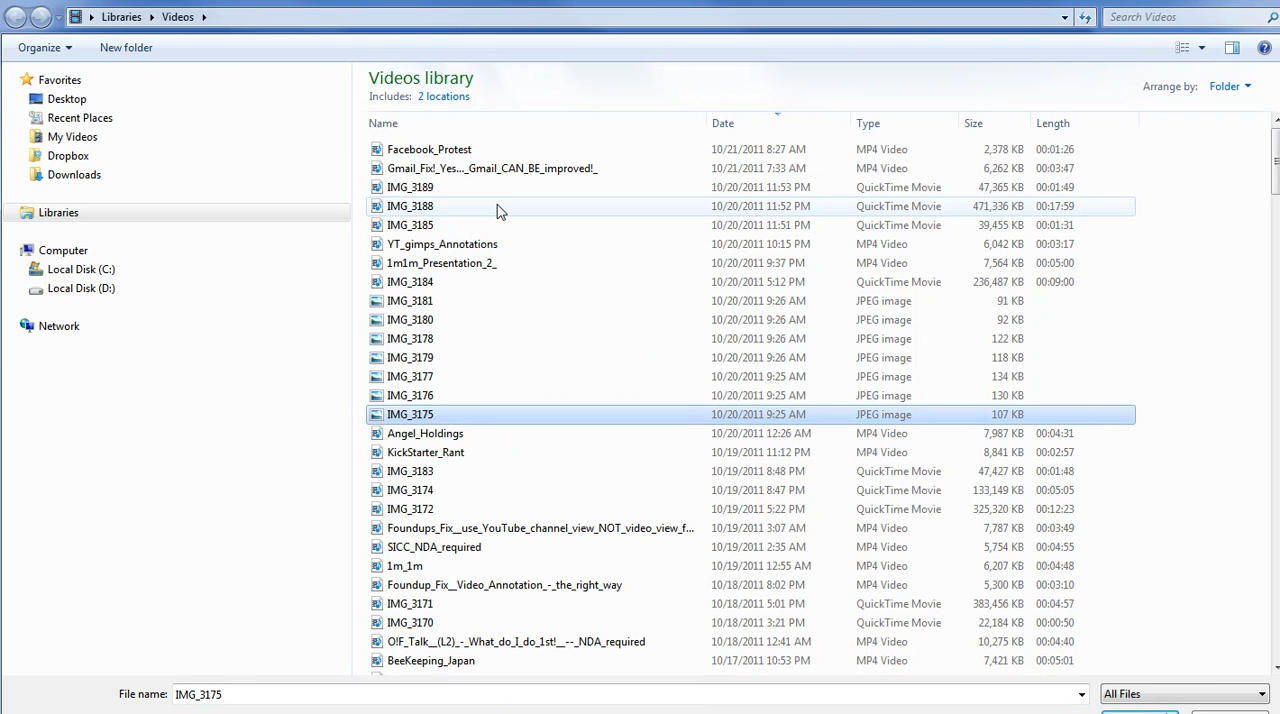 Libraries Videos Search Videos
Organize New folder
Favorites
Desktop
Recent Places
My Videos
Dropbox
Downloads
Libraries
Computer
Local Disk (C:)
Local Disk (D:)
Network
Videos library
Includes: 2 locations
Arrange by: Folder
Name Date Type Size Length
Facebook_Protest 10/21/2011 8:27 AM MP4 Video 2,378 KB 00:01:26
Gmail_Fix!_Yes..._Gmail_CAN_BE_improved!_ 10/21/2011 7:33 AM MP4 Video 6,262 KB 00:03:47
IMG_3189 10/20/2011 11:53 PM QuickTime Movie 47,365 KB 00:01:49
IMG_3188 10/20/2011 11:52 PM QuickTime Movie 471,336 KB 00:17:59
IMG_3185 10/20/2011 11:51 PM QuickTime Movie 39,455 KB 00:01:31
YT_gimps_Annotations 10/20/2011 10:15 PM MP4 Video 6,042 KB 00:03:17
1m1m_Presentation_2_ 10/20/2011 9:37 PM MP4 Video 7,564 KB 00:05:00
IMG_3184 10/20/2011 5:12 PM QuickTime Movie 236,487 KB 00:09:00
IMG_3181 10/20/2011 9:26 AM JPEG image 91 KB
IMG_3180 10/20/2011 9:26 AM JPEG image 92 KB
IMG_3178 10/20/2011 9:26 AM JPEG image 122 KB
IMG_3179 10/20/2011 9:26 AM JPEG image 118 KB
IMG_3177 10/20/2011 9:25 AM JPEG image 134 KB
IMG_3176 10/20/2011 9:25 AM JPEG image 130 KB
IMG_3175 10/20/2011 9:25 AM JPEG image 107 KB
Angel_Holdings 10/20/2011 12:26 AM MP4 Video 7,987 KB 00:04:31
KickStarter_Rant 10/19/2011 11:12 PM MP4 Video 8,841 KB 00:02:57
IMG_3183 10/19/2011 8:48 PM QuickTime Movie 47,427 KB 00:01:48
IMG_3174 10/19/2011 8:47 PM QuickTime Movie 133,149 KB 00:05:05
IMG_3172 10/19/2011 5:22 PM QuickTime Movie 325,320 KB 00:12:23
Foundups_Fix__use_YouTube_channel_view_NOT_video_view_f... 10/19/2011 3:07 AM MP4 Video 7,787 KB 00:03:49
SICC_NDA_required 10/19/2011 2:35 AM MP4 Video 5,754 KB 00:04:55
1m_1m 10/19/2011 12:55 AM MP4 Video 6,207 KB 00:04:48
Foundup_Fix__Video_Annotation_-_the_right_way 10/18/2011 8:02 PM MP4 Video 5,300 KB 00:03:10
IMG_3171 10/18/2011 5:01 PM QuickTime Movie 383,456 KB 00:04:57
IMG_3170 10/18/2011 3:21 PM QuickTime Movie 22,184 KB 00:00:50
O!F_Talk__(L2)_-_What_do_I_do_1st!__--_NDA_required 10/18/2011 12:41 AM MP4 Video 10,275 KB 00:04:40
BeeKeeping_Japan 10/17/2011 10:53 PM MP4 Video 7,421 KB 00:05:01
File name: IMG_3175 All Files